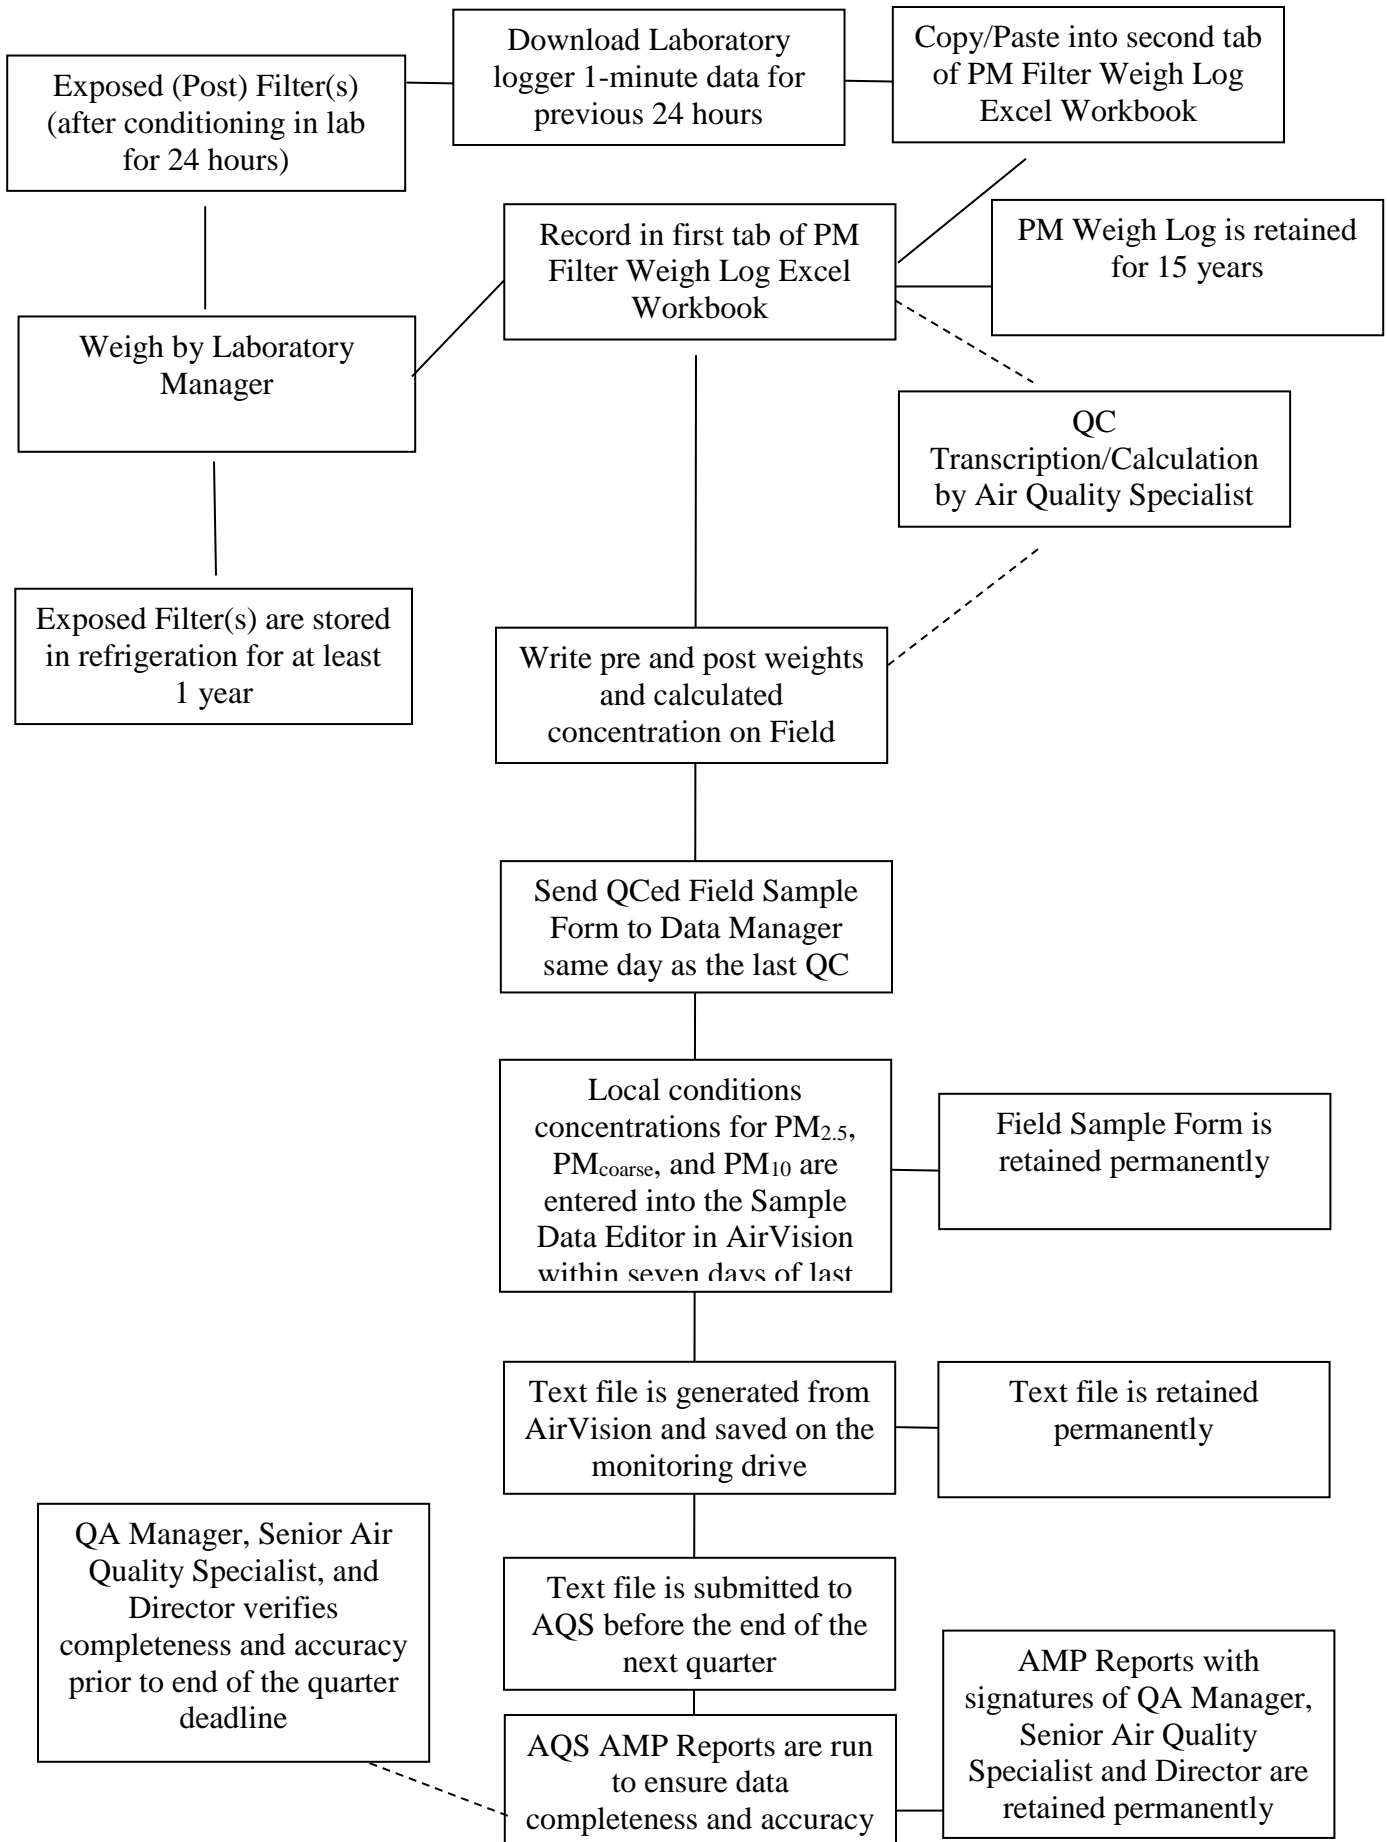 Exposed (Post) Filter(s)
(after conditioning in lab
for 24 hours)
Download Laboratory
logger 1-minute data for
previous 24 hours
Copy/Paste into second tab
of PM Filter Weigh Log
Excel Workbook
Record in first tab of PM
Filter Weigh Log Excel
Workbook
PM Weigh Log is retained
for 15 years
Weigh by Laboratory
Manager
QC
Transcription/Calculation
by Air Quality Specialist
Exposed Filter(s) are stored
in refrigeration for at least
1 year
Write pre and post weights
and calculated
concentration on Field
Send QCed Field Sample
Form to Data Manager
same day as the last QC
Local conditions
concentrations for PM2.5,
PMcoarse, and PM10 are
entered into the Sample
Data Editor in AirVision
within seven days of last
Field Sample Form is
retained permanently
Text file is generated from
AirVision and saved on the
monitoring drive
Text file is retained
permanently
QA Manager, Senior Air
Quality Specialist, and
Director verifies
completeness and accuracy
prior to end of the quarter
deadline
Text file is submitted to
AQS before the end of the
next quarter
AQS AMP Reports are run
to ensure data
completeness and accuracy
AMP Reports with
signatures of QA Manager,
Senior Air Quality
Specialist and Director are
retained permanently